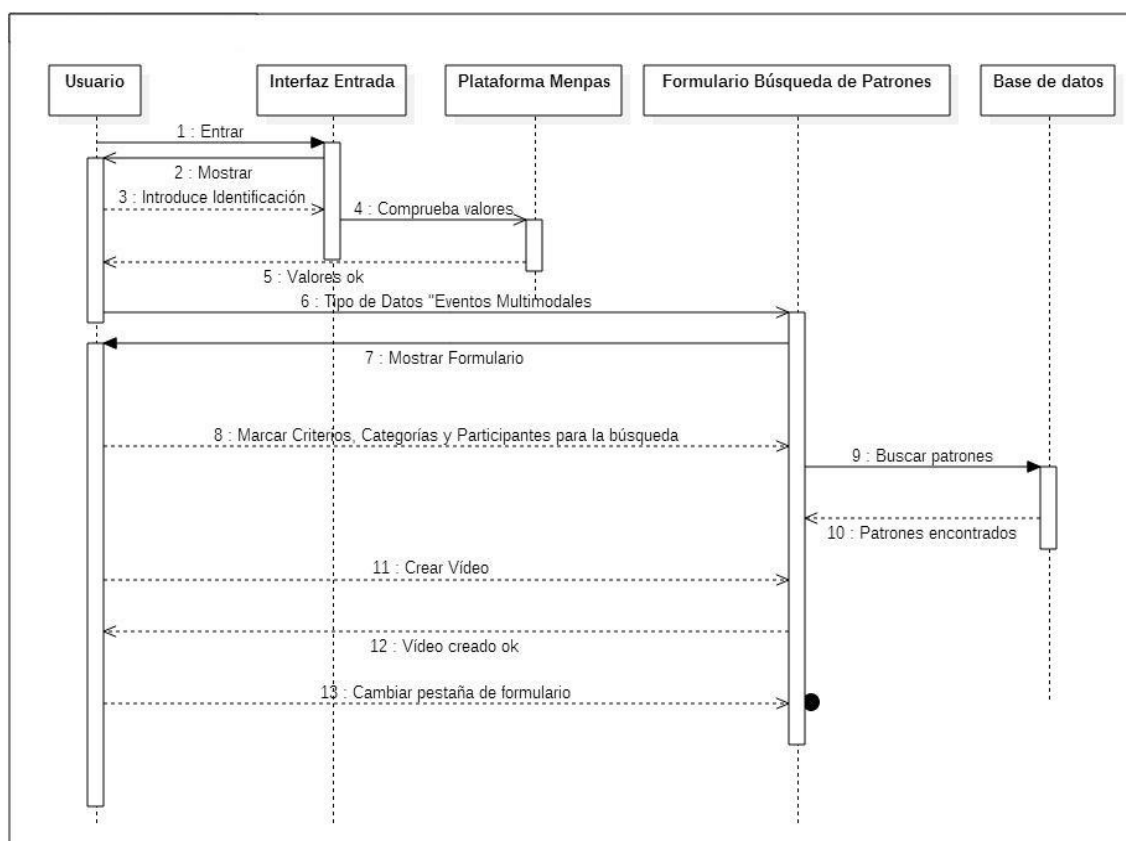 Usuario
Interfaz Entrada
Plataforma Menpas
Formulario Búsqueda de Patrones
Base de datos
1 : Entrar
2 : Mostrar
3 : Introduce Identificación
4 : Comprueba valores
5 : Valores ok
6 : Tipo de Datos "Eventos Multimodales
7 : Mostrar Formulario
8 : Marcar Criterios, Categorías y Participantes para la búsqueda
9 : Buscar patrones
10 : Patrones encontrados
11 : Crear Vídeo
12 : Vídeo creado ok
13 : Cambiar pestaña de formulario